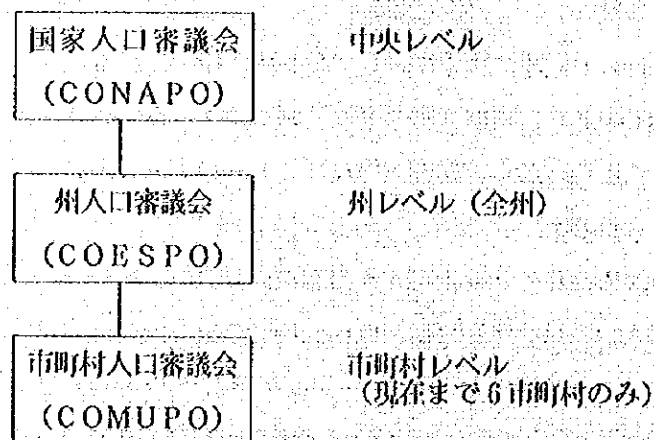 国家人口審議会　中央レベル
(CONAPO)
州人口審議会　州レベル（全州）
(COESPO)
市町村人口審議会　市町村レベル
（現在まで６市町村のみ）
(COMUPO)